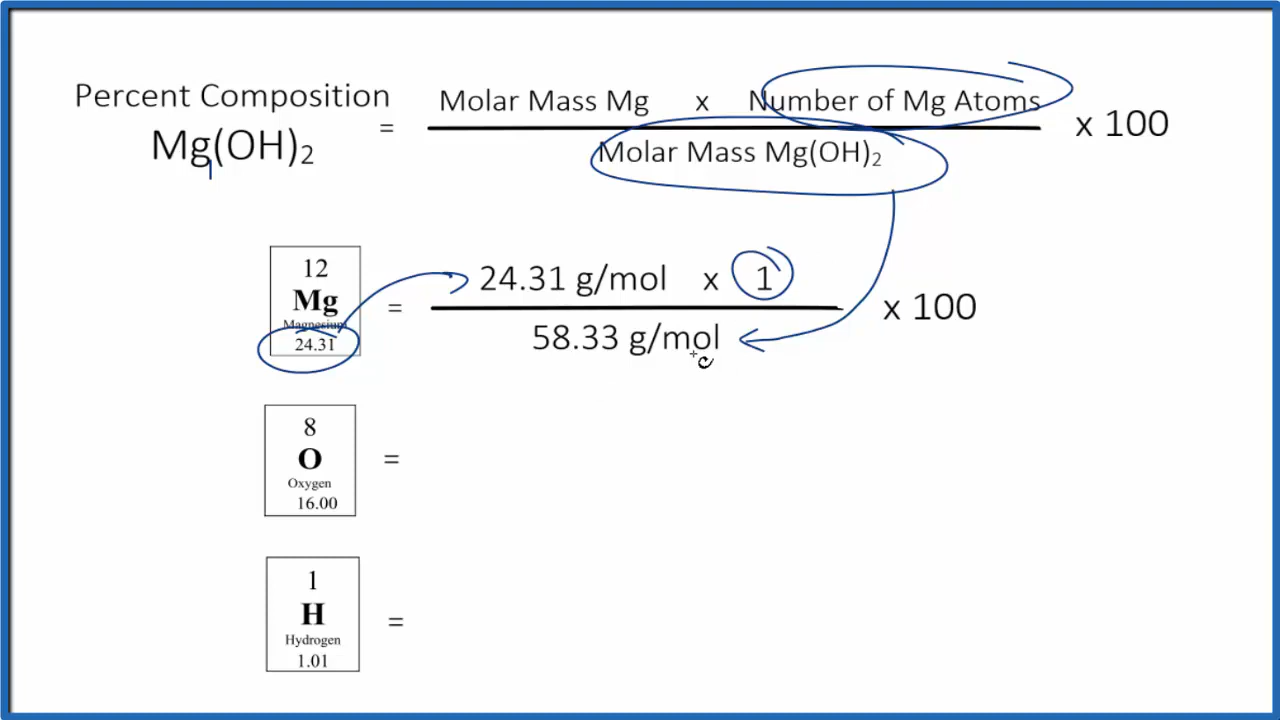 Percent Composition
Mg(OH)₂
=
Molar Mass Mg x Number of Mg Atoms
Molar Mass Mg(OH)₂
x 100
12
Mg
Magnesium
24.31
=
24.31 g/mol x 1
58.33 g/mol
x 100
8
O
Oxygen
16.00
=
1
H
Hydrogen
1.01
=